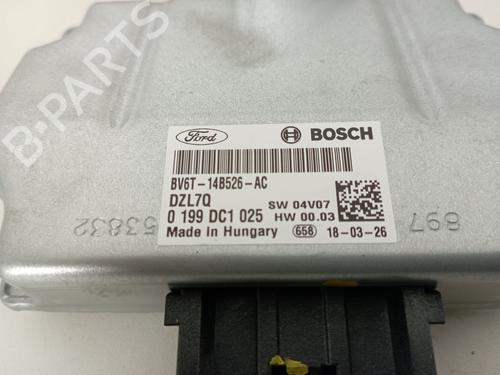 B-PARTS
Ford BOSCH
BV6T-14B526-AC
DZL7Q SW 04V07
0 199 DC1 025 HW 00.03
Made in Hungary 658 18-03-26
53832 897